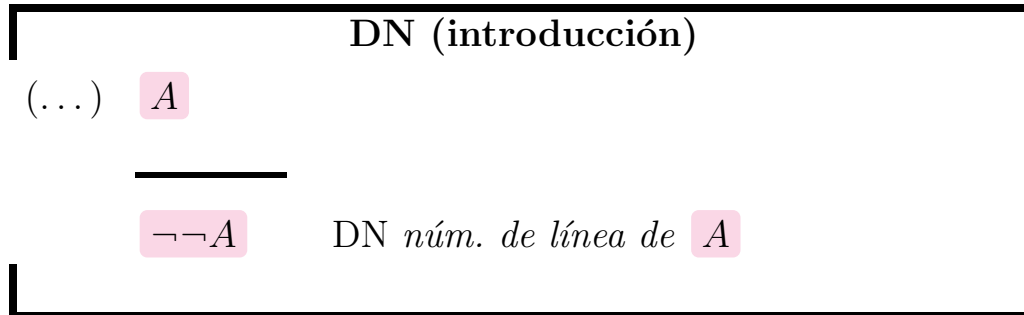 DN (introducción)
(...) A
¬¬A DN núm. de línea de A